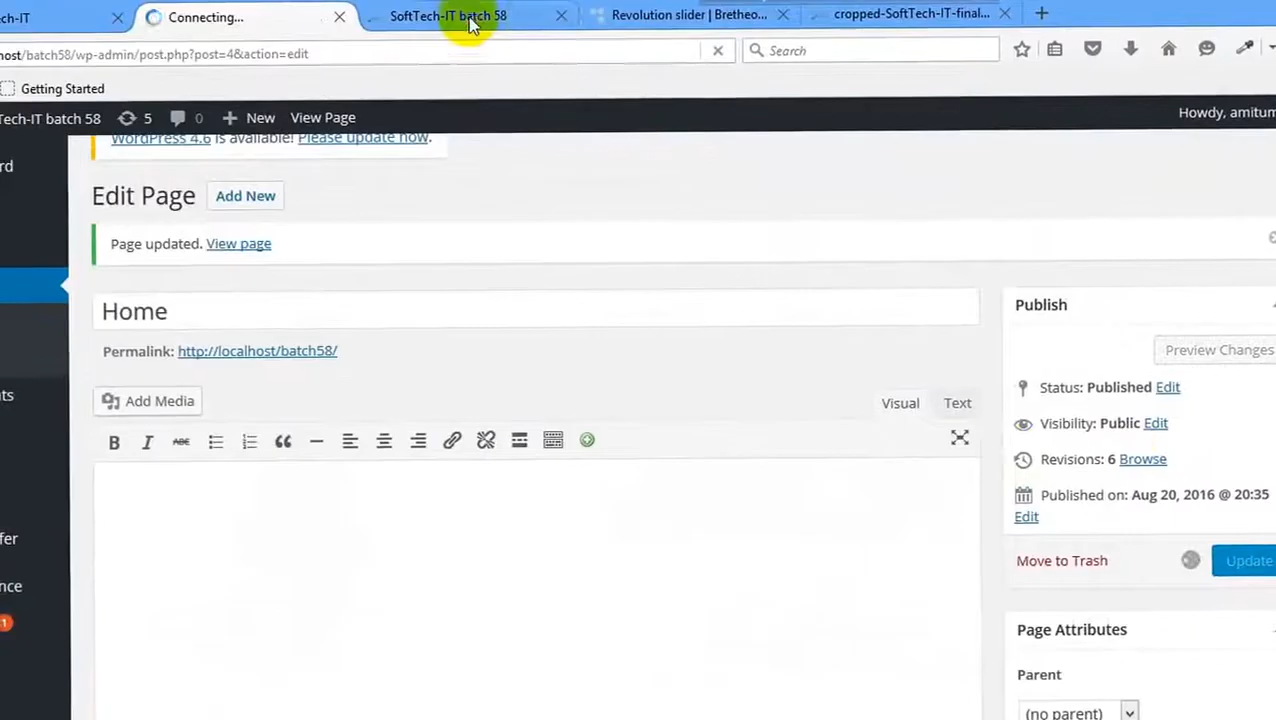 ch-IT
Connecting...
SoftTech-IT batch 58
Revolution slider | Bretheo...
cropped-SoftTech-IT-final...
ost/batch58/wp-admin/post.php?post=4&action=edit
Search
Getting Started
Tech-IT batch 58
5
0
New
View Page
Howdy, amitum
WordPress 4.6 is available! Please update now.
rd
Edit Page
Add New
Page updated. View page
Home
Publish
Permalink: http://localhost/batch58/
Preview Changes
Status: Published Edit
nts
Add Media
Visual
Text
Visibility: Public Edit
B
I
ABC
Revisions: 6 Browse
Published on: Aug 20, 2016 @ 20:35
Edit
fer
Move to Trash
Update
nce
1
Page Attributes
Parent
(no parent)